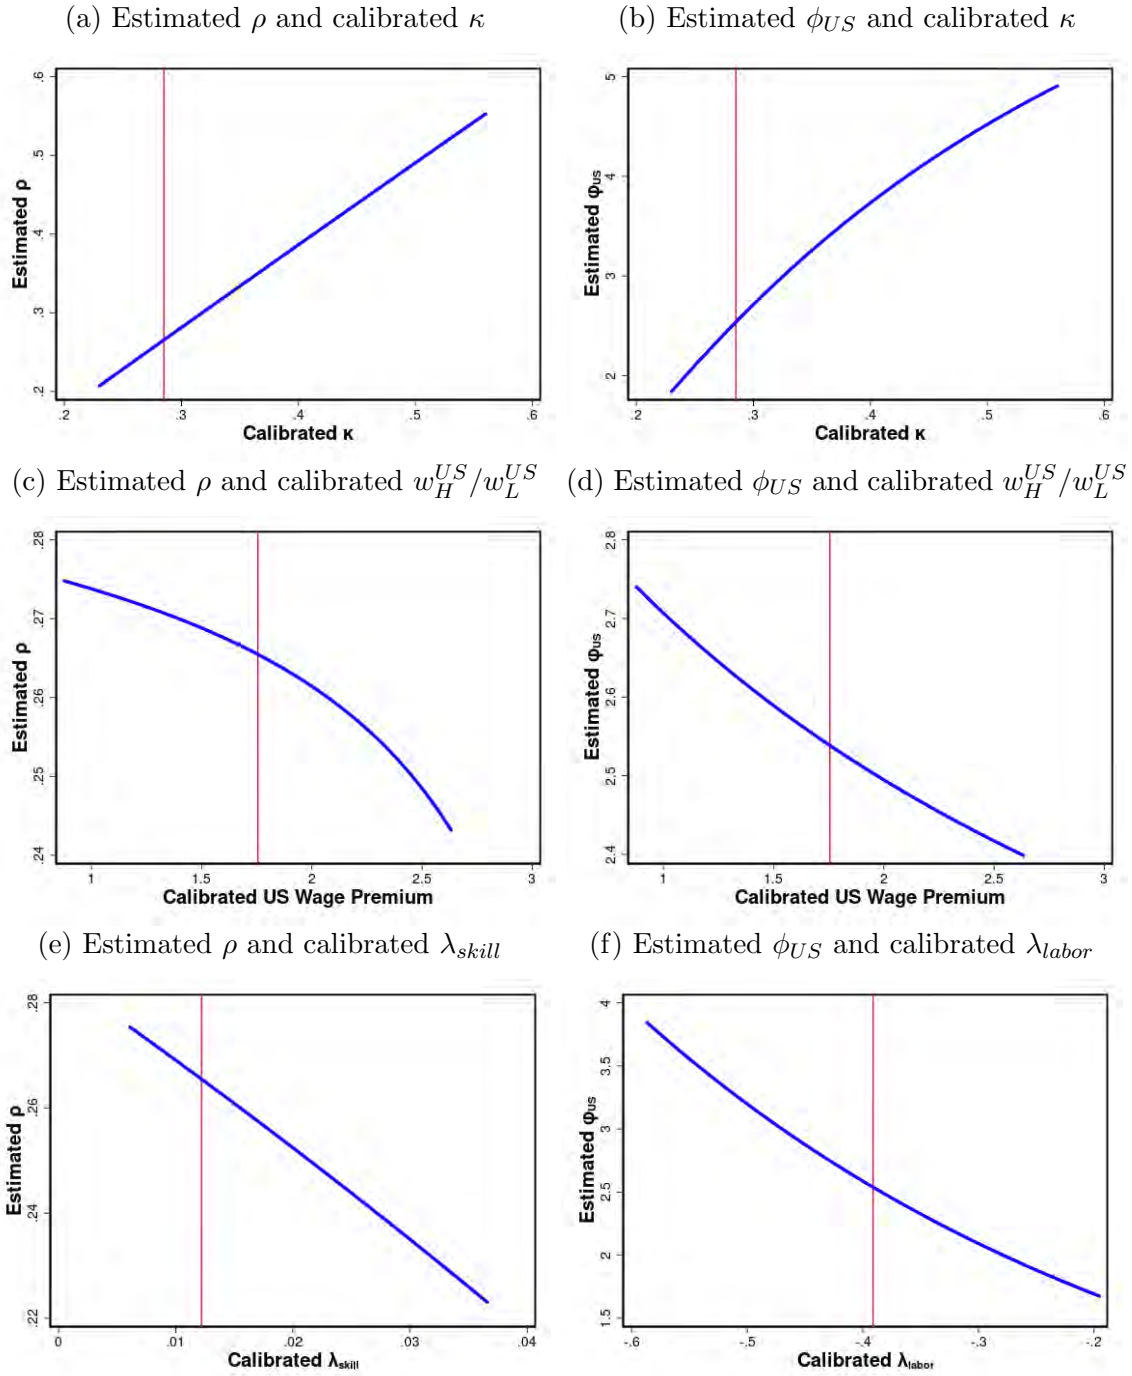 (a) Estimated ρ and calibrated κ
(b) Estimated ϕ_US and calibrated κ
Estimated ρ
.6
.5
.4
.3
.2
.2 .3 .4 .5 .6
Calibrated κ
Estimated φ_US
5
4
3
2
.2 .3 .4 .5 .6
Calibrated κ
(c) Estimated ρ and calibrated w_H^US/w_L^US
(d) Estimated ϕ_US and calibrated w_H^US/w_L^US
Estimated ρ
.28
.27
.26
.25
.24
1 1.5 2 2.5 3
Calibrated US Wage Premium
Estimated φ_US
2.8
2.7
2.6
2.5
2.4
1 1.5 2 2.5 3
Calibrated US Wage Premium
(e) Estimated ρ and calibrated λ_skill
(f) Estimated ϕ_US and calibrated λ_labor
Estimated ρ
.28
.26
.24
.22
0 .01 .02 .03 .04
Calibrated λ_skill
Estimated φ_US
4
3.5
3
2.5
2
1.5
-.6 -.5 -.4 -.3 -.2
Calibrated λ_labor